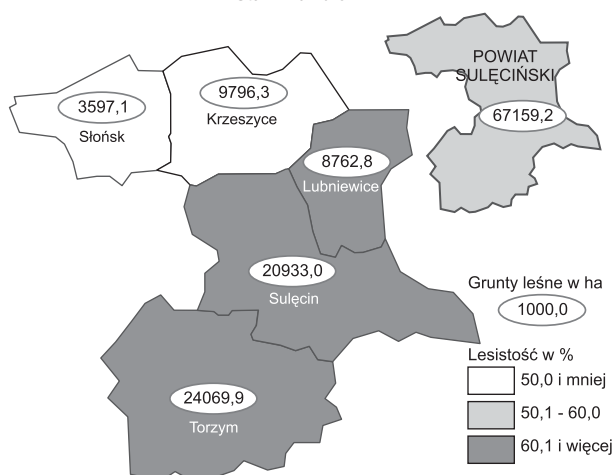 3597,1
Słońsk
9796,3
Krzeszyce
POWIAT
SULĘCIŃSKI
67159,2
8762,8
Lubniewice
20933,0
Sulęcin
24069,9
Torzym
Grunty leśne w ha
1000,0
Lesistość w %
50,0 i mniej
50,1 - 60,0
60,1 i więcej